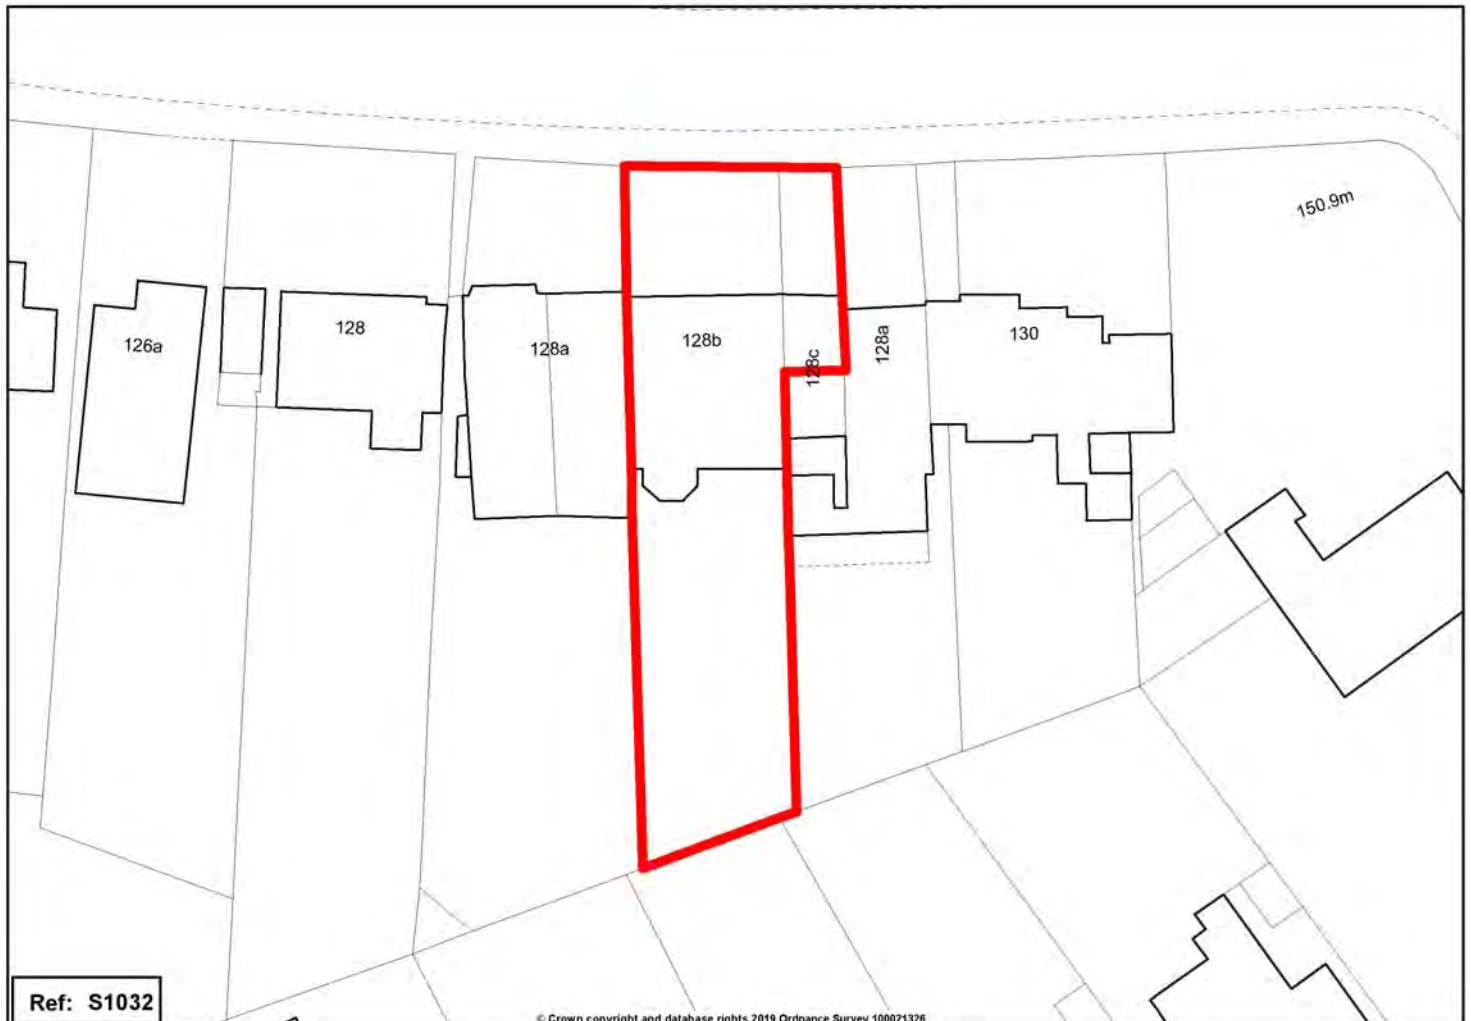 150.9m
126a
128
128a
128b
128c
128a
130
Ref: S1032
© Crown copyright and database rights 2019 Ordnance Survey 100021326